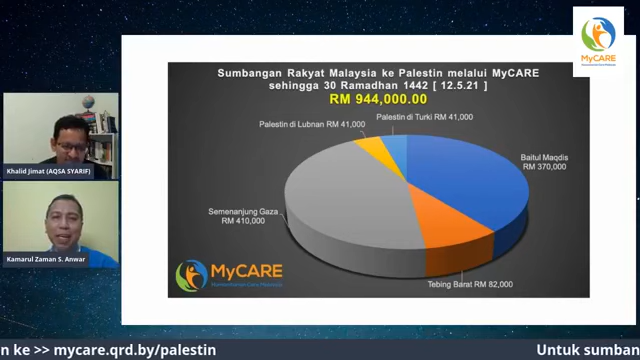 MyCARE
Sumbangan Rakyat Malaysia ke Palestin melalui MyCARE
sehingga 30 Ramadhan 1442 [ 12.5.21 ]
RM 944,000.00
Palestin di Lubnan RM 41,000
Palestin di Turki RM 41,000
Baitul Maqdis
RM 370,000
Semenanjung Gaza
RM 410,000
Tebing Barat RM 82,000
MyCARE
Humanitarian Care Malaysia
Khalid Jimat (AQSA SYARIF)
Kamarul Zaman S. Anwar
n ke >> mycare.qrd.by/palestin
Untuk sumban